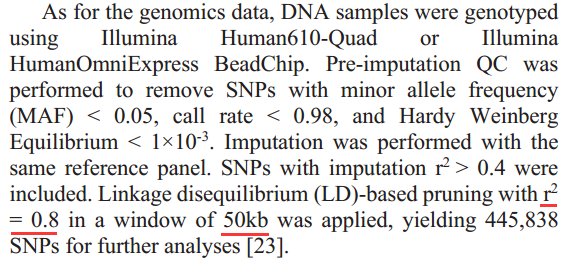 As for the genomics data, DNA samples were genotyped
using Illumina Human610-Quad or Illumina
HumanOmniExpress BeadChip. Pre-imputation QC was
performed to remove SNPs with minor allele frequency
(MAF) < 0.05, call rate < 0.98, and Hardy Weinberg
Equilibrium < 1×10⁻³. Imputation was performed with the
same reference panel. SNPs with imputation r² > 0.4 were
included. Linkage disequilibrium (LD)-based pruning with r²
= 0.8 in a window of 50kb was applied, yielding 445,838
SNPs for further analyses [23].